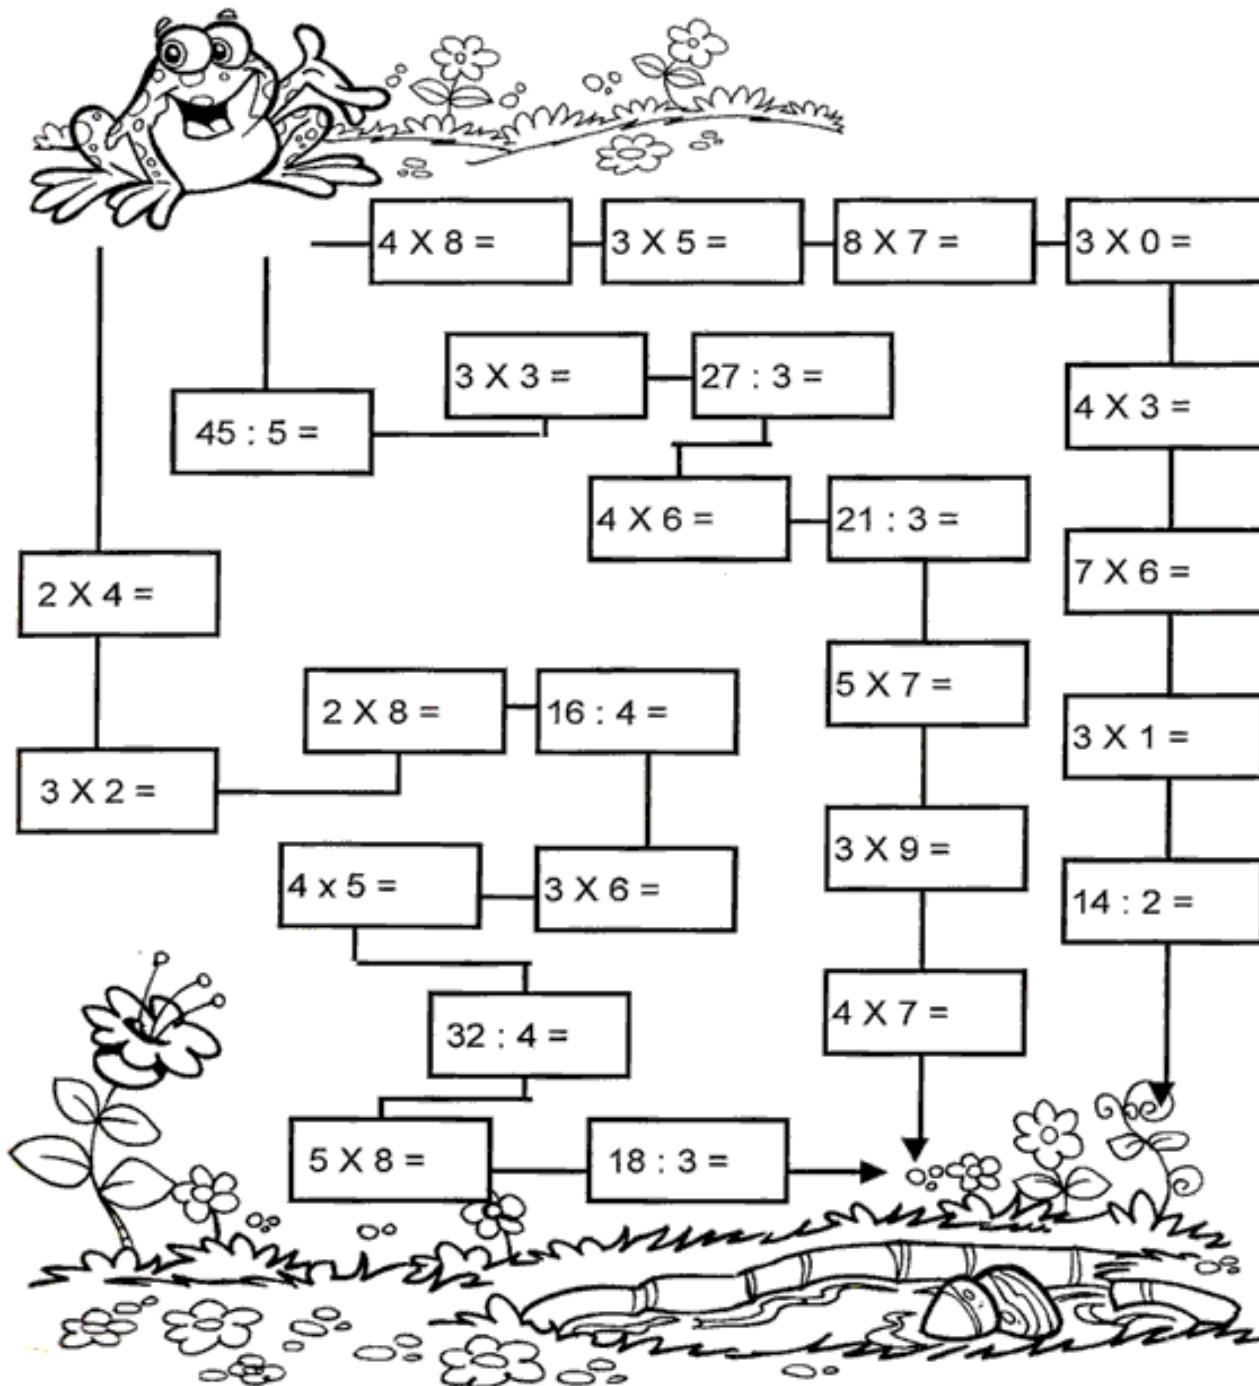 4 X 8 =
3 X 5 =
8 X 7 =
3 X 0 =
3 X 3 =
27 : 3 =
4 X 3 =
45 : 5 =
4 X 6 =
21 : 3 =
7 X 6 =
2 X 4 =
5 X 7 =
2 X 8 =
16 : 4 =
3 X 1 =
3 X 2 =
3 X 9 =
4 x 5 =
3 X 6 =
14 : 2 =
4 X 7 =
32 : 4 =
5 X 8 =
18 : 3 =